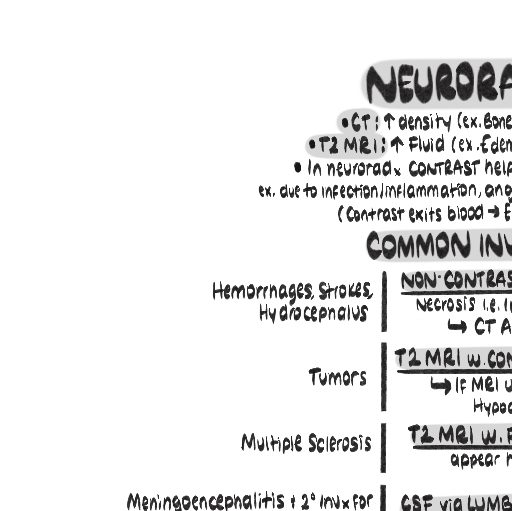 NEURORA
• CT: ↑ density (ex. Bone
• T2 MRI: ↑ Fluid (ex. Edem
• In neurorad, CONTRAST help
ex. due to infection/inflammation, ang
(Contrast exits blood → E
COMMON INV
Hemorrhages, Strokes,
Hydrocephalus
NON-CONTRAS
Necrosis i.e. I
↳ CT A
Tumors
T2 MRI w. CON
↳ IF MRI u
Hypod
Multiple Sclerosis
T2 MRI w. F
appear h
Meningoencephalitis + 2° Invx for
CSF via LUMB